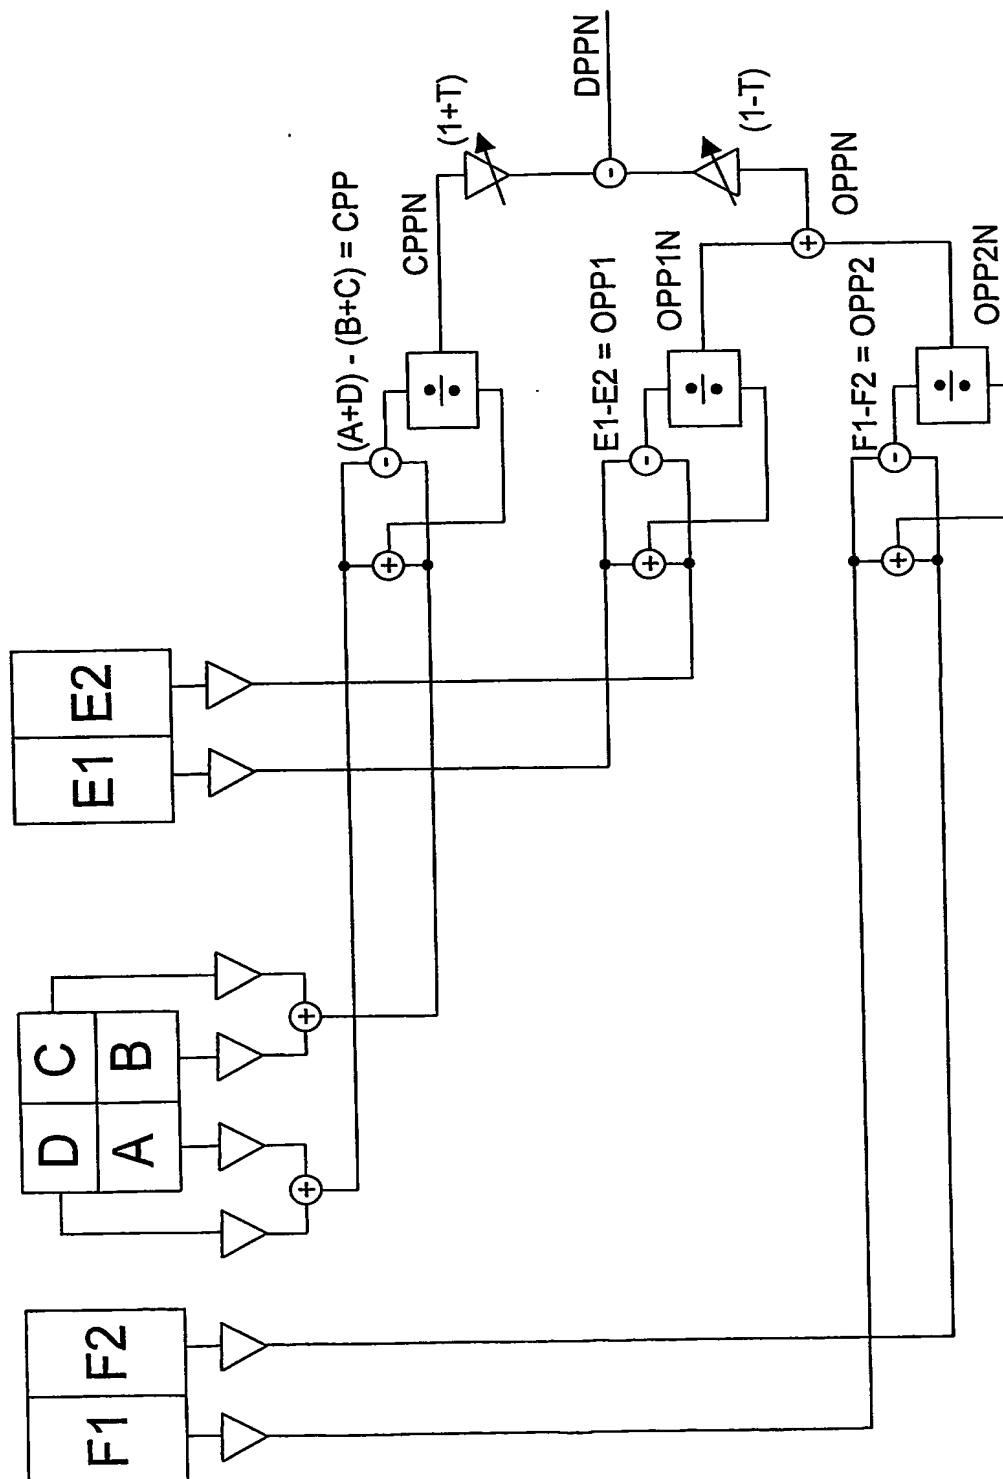 DPPN
(1+T)
(1-T)
(A+D) - (B+C) = CPP
CPPN
OPPN
E1-E2 = OPP1
OPP1N
F1-F2 = OPP2
OPP2N
+
-
÷
+
-
÷
+
-
÷
-
+
E1 E2
D C
A B
+
+
F1 F2